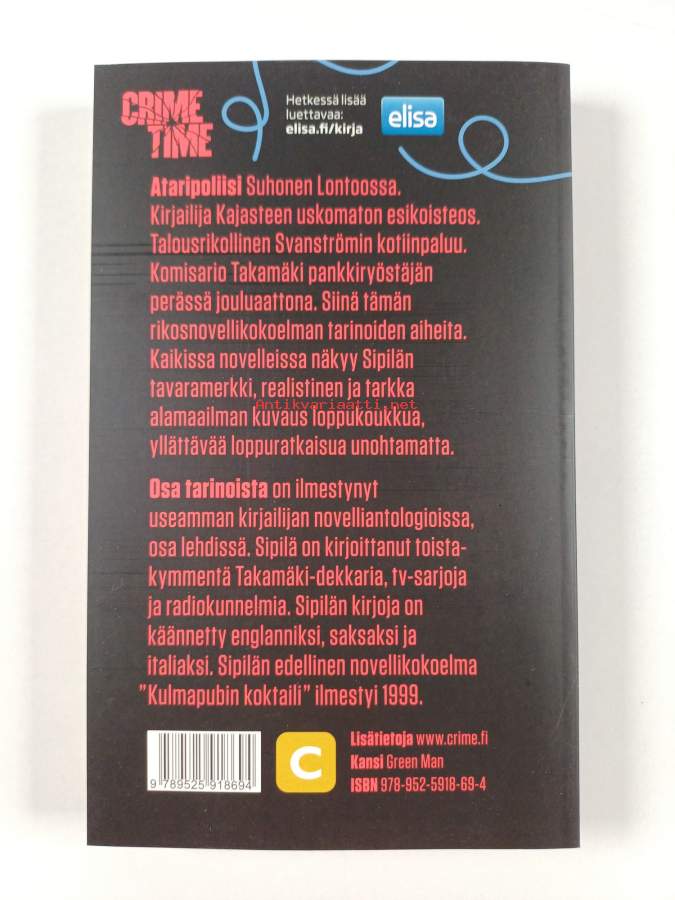 CRIME
TIME
Hetkessä lisää
luettavaa:
elisa.fi/kirja
elisa
Ataripoliisi Suhonen Lontoossa.
Kirjailija Kajasteen uskomaton esikoisteos.
Talousrikollinen Svanströmin kotiinpaluu.
Komisario Takamäki pankkiryöstäjän
perässä jouluaattona. Siinä tämän
rikosnovellikokoelman tarinoiden aiheita.
Kaikissa novelleissa näkyy Sipilän
tavaramerkki, realistinen ja tarkka
alamaailman kuvaus loppukoukkua,
Antikvariaatti.net
yllättävää loppuratkaisua unohtamatta.
Osa tarinoista on ilmestynyt
useamman kirjailijan novelliantologioissa,
osa lehdissä. Sipilä on kirjoittanut toista-
kymmentä Takamäki-dekkaria, tv-sarjoja
ja radiokunnelmia. Sipilän kirjoja on
käännetty englanniksi, saksaksi ja
italiaksi. Sipilän edellinen novellikokoelma
”Kulmapubin koktaili” ilmestyi 1999.
9 789525 918694
C
Lisätietoja www.crime.fi
Kansi Green Man
ISBN 978-952-5918-69-4